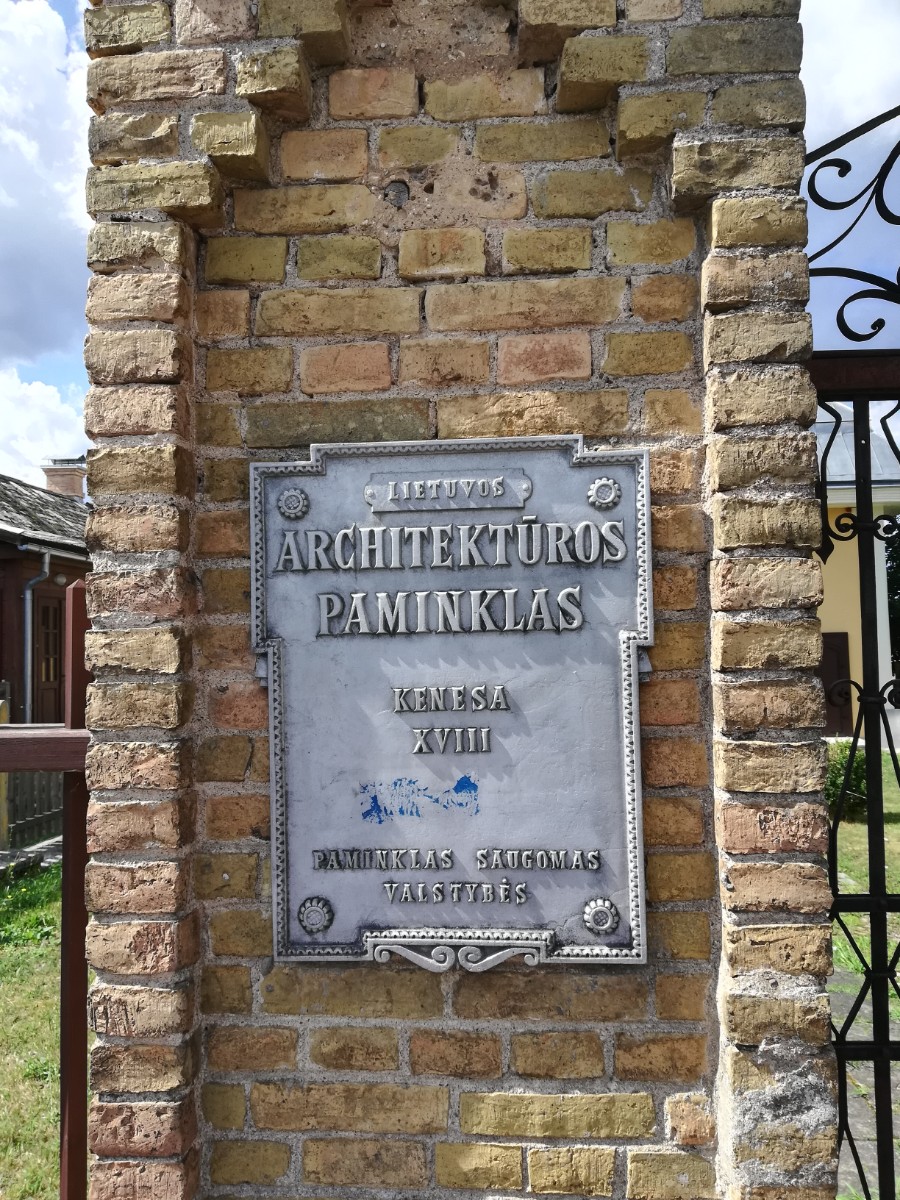 LIETUVOS
ARCHITEKTŪROS
PAMINKLAS
KENESA
XVIII
PAMINKLAS SAUGOMAS
VALSTYBĖS